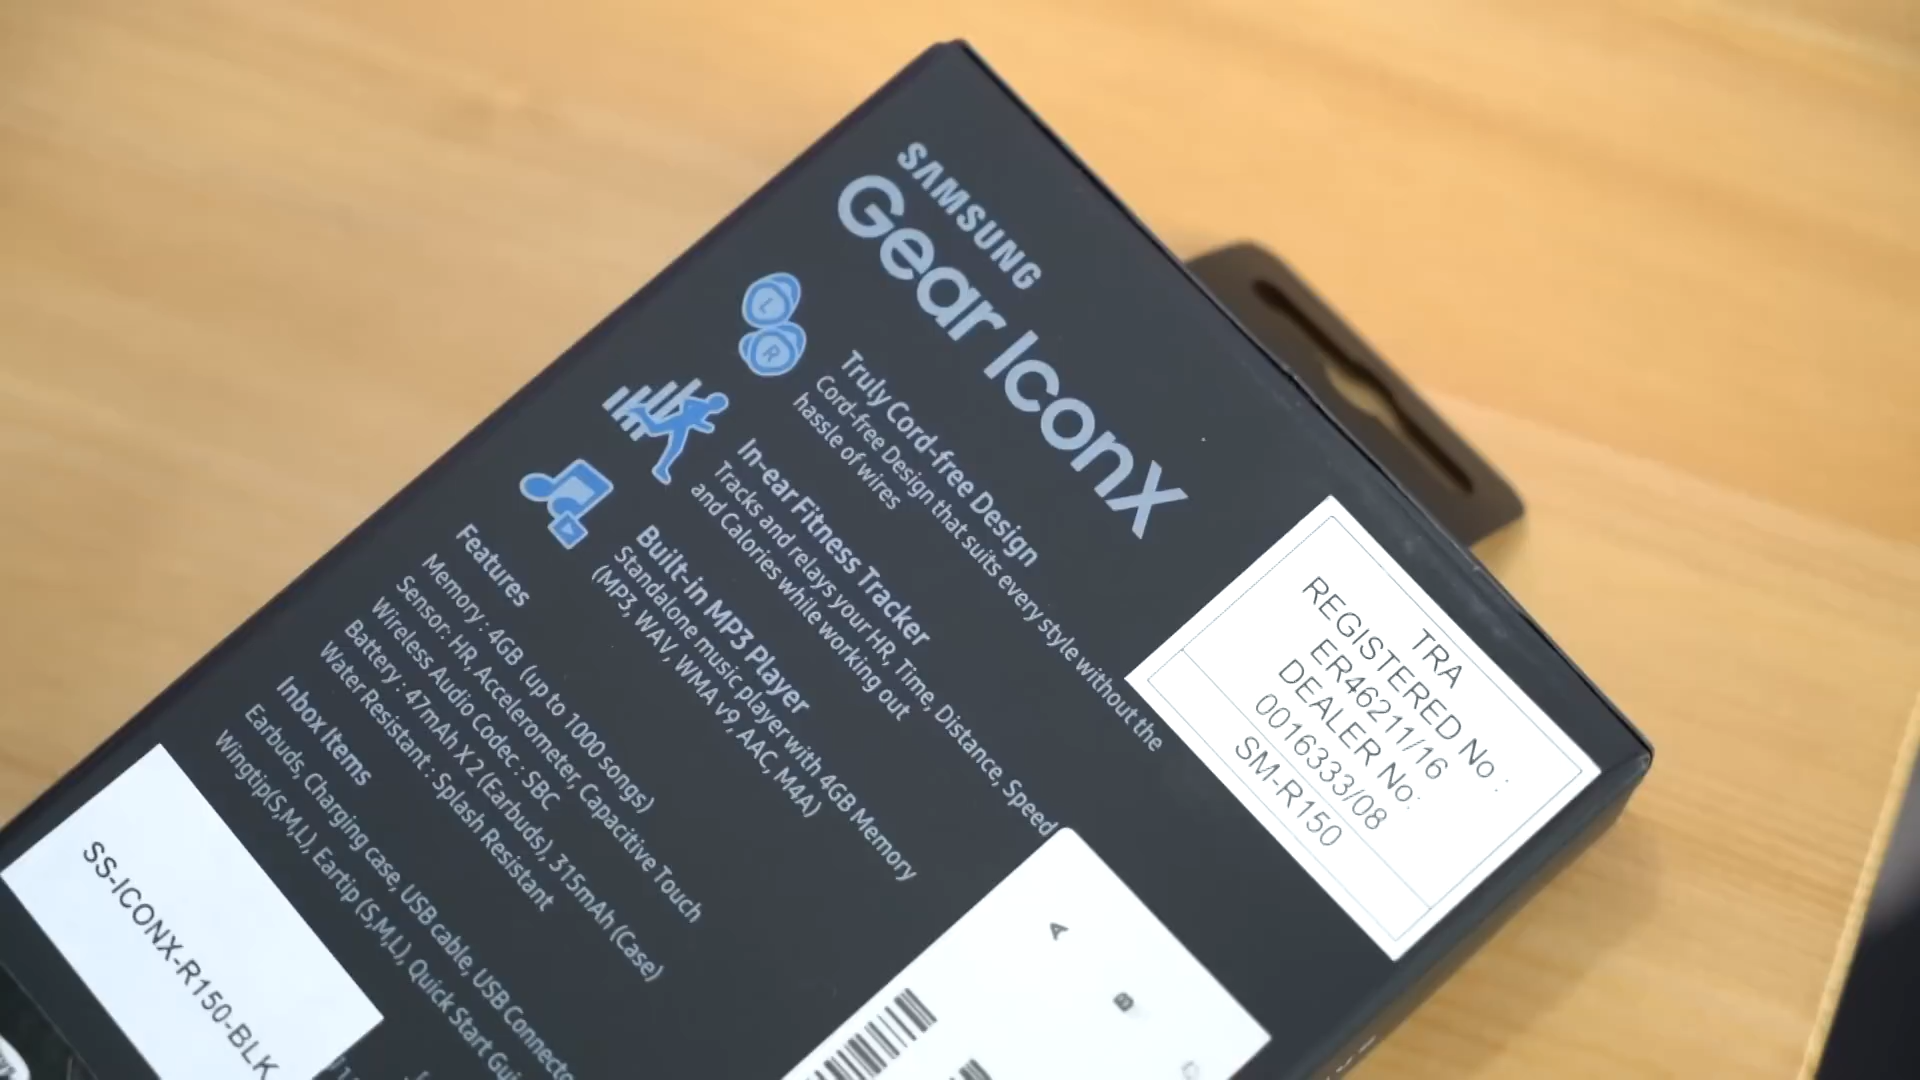 SAMSUNG
Gear IconX
L
R
Truly Cord-free Design
Cord-free Design that suits every style without the
hassle of wires
In-ear Fitness Tracker
Tracks and relays your HR, Time, Distance, Speed
and Calories while working out
Built-in MP3 Player
Standalone music player with 4GB Memory
(MP3, WAV, WMA v9, AAC, M4A)
Features
Memory : 4GB (up to 1000 songs)
Sensor: HR, Accelerometer, Capacitive Touch
Wireless Audio Codec : SBC
Battery : 47mAh X 2 (Earbuds), 315mAh (Case)
Water Resistant : Splash Resistant
Inbox Items
Earbuds, Charging case, USB cable, USB
Wingtip(S,M,L), Eartip (S,M,L), Quick Start
TRA
REGISTERED No :
ER46211/16
DEALER No:
0016333/08
SM-R150
SS-ICONX-R150-BLK
A
B